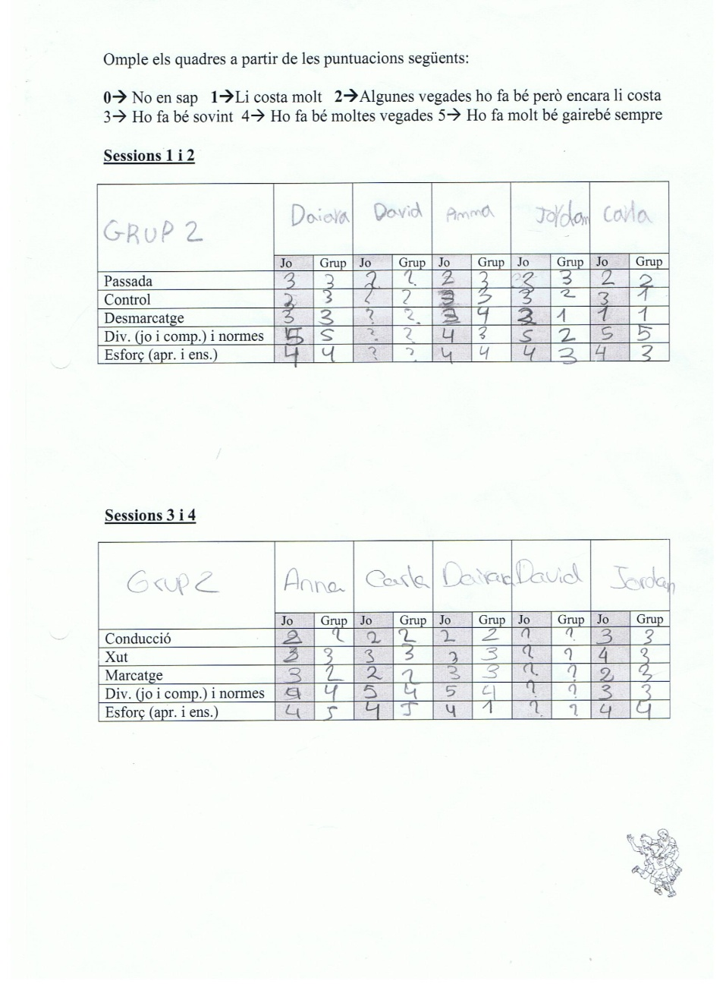 Omple els quadres a partir de les puntuacions següents:
0→ No en sap 1→Li costa molt 2→Algunes vegades ho fa bé però encara li costa
3→ Ho fa bé sovint 4→ Ho fa bé moltes vegades 5→ Ho fa molt bé gairebé sempre
Sessions 1 i 2
GRUP 2 Daiara David Anna Jordan Carla
Jo Grup Jo Grup Jo Grup Jo Grup Jo Grup
Passada 3 3 ? ? 2 3 3 3 2 2
Control 2 3 ? ? 3 3 3 2 3 1
Desmarcatge 3 3 ? ? 3 4 2 1 1 1
Div. (jo i comp.) i normes 5 5 ? ? 4 3 5 2 5 5
Esforç (apr. i ens.) 4 4 ? ? 4 4 4 3 4 3
Sessions 3 i 4
Grup 2 Anna Carla Daiara David Jordan
Jo Grup Jo Grup Jo Grup Jo Grup Jo Grup
Conducció 2 2 2 2 2 2 ? ? 3 3
Xut 3 3 3 3 3 3 ? ? 4 3
Marcatge 3 2 2 2 3 3 ? ? 2 3
Div. (jo i comp.) i normes 4 4 5 4 5 4 ? ? 3 3
Esforç (apr. i ens.) 4 5 4 5 4 1 ? ? 4 4